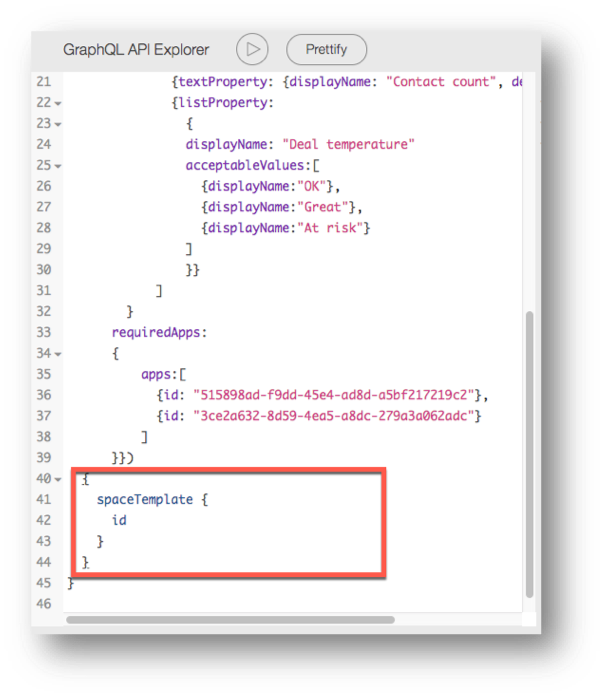 GraphQL API Explorer Prettify
21 {textProperty: {displayName: "Contact count", de
22 {listProperty:
23 {
24 displayName: "Deal temperature"
25 acceptableValues:[
26 {displayName:"OK"},
27 {displayName:"Great"},
28 {displayName:"At risk"}
29 ]
30 }}
31 ]
32 }
33 requiredApps:
34 {
35 apps:[
36 {id: "515898ad-f9dd-45e4-ad8d-a5bf217219c2"},
37 {id: "3ce2a632-8d59-4ea5-a8dc-279a3a062adc"}
38 ]
39 }})
40 {
41 spaceTemplate {
42 id
43 }
44 }
45 }
46